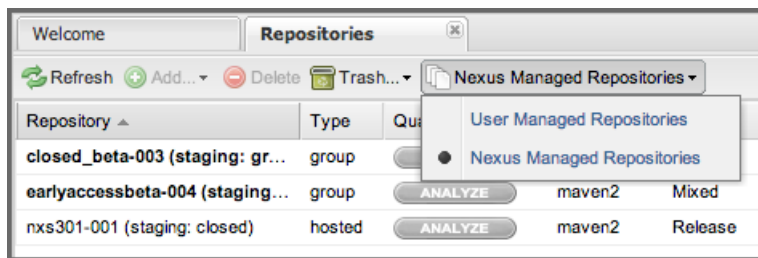 Welcome
Repositories
Refresh Add... Delete Trash... Nexus Managed Repositories
User Managed Repositories
Nexus Managed Repositories
Repository Type
closed_beta-003 (staging: gr... group
earlyaccessbeta-004 (staging... group ANALYZE maven2 Mixed
nxs301-001 (staging: closed) hosted ANALYZE maven2 Release